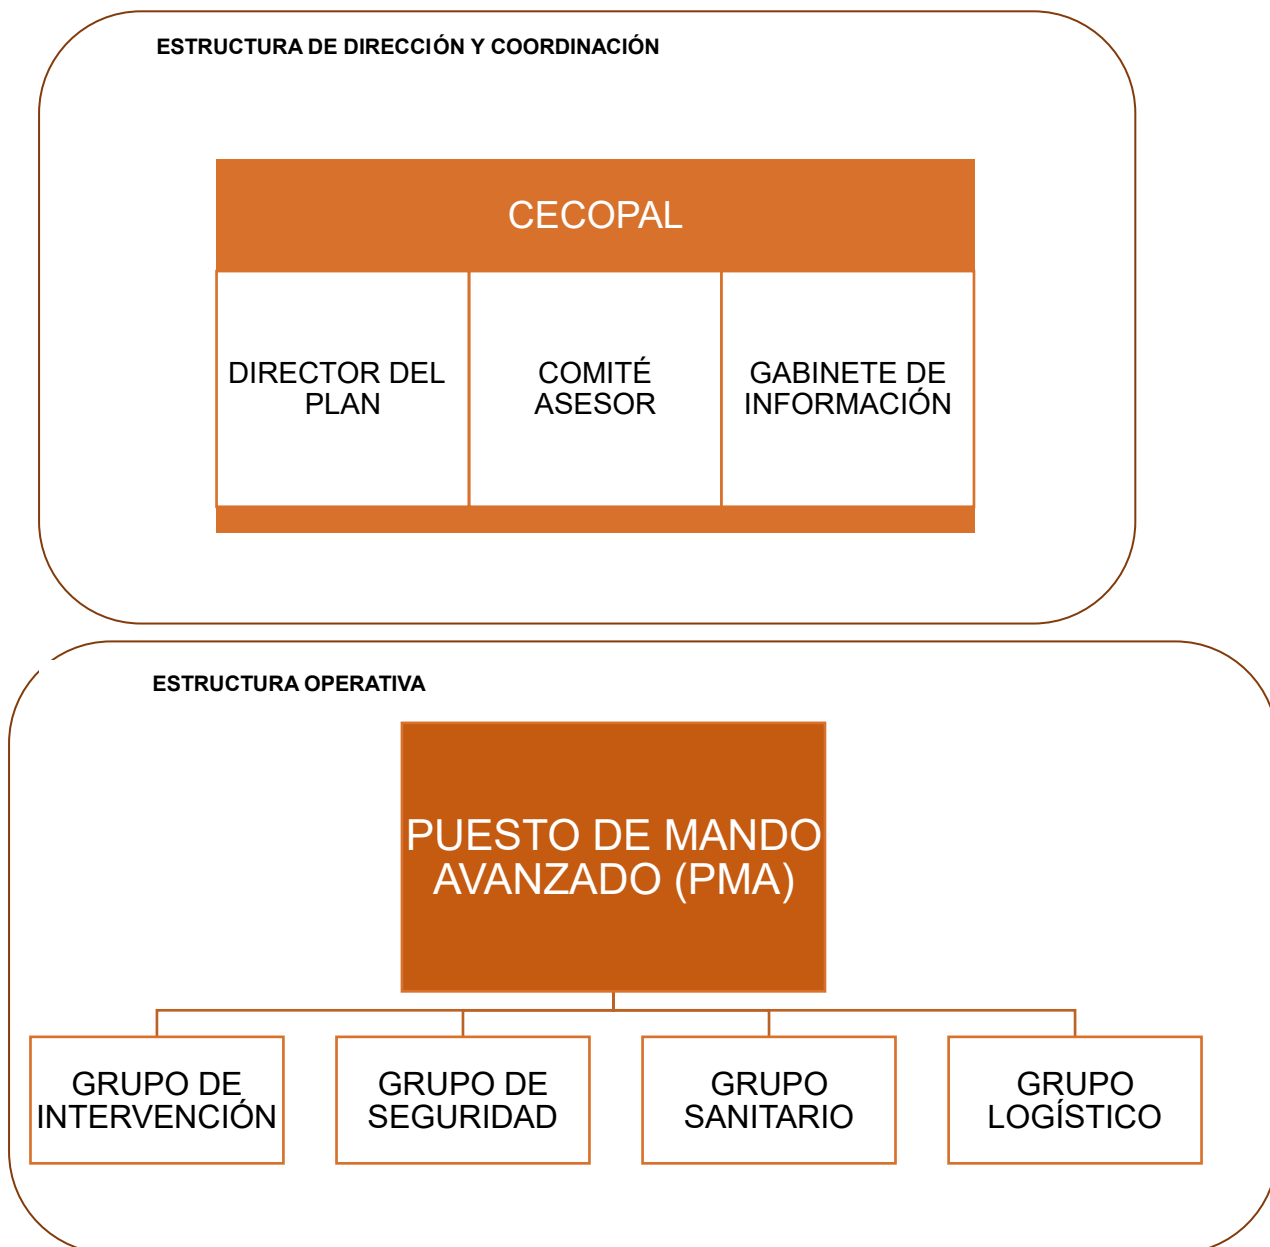 ESTRUCTURA DE DIRECCIÓN Y COORDINACIÓN
CECOPAL
DIRECTOR DEL
PLAN
COMITÉ
ASESOR
GABINETE DE
INFORMACIÓN
ESTRUCTURA OPERATIVA
PUESTO DE MANDO
AVANZADO (PMA)
GRUPO DE
INTERVENCIÓN
GRUPO DE
SEGURIDAD
GRUPO
SANITARIO
GRUPO
LOGÍSTICO